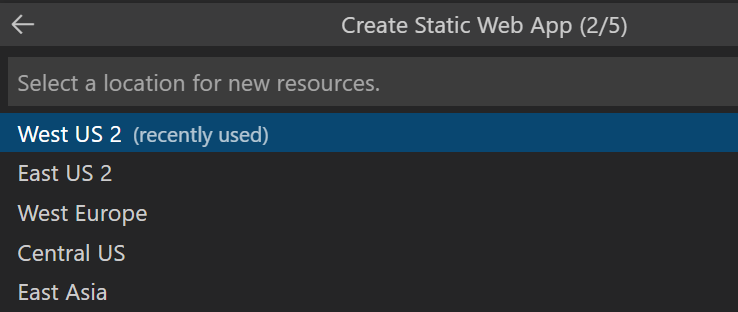 Create Static Web App (2/5)
Select a location for new resources.
West US 2 (recently used)
East US 2
West Europe
Central US
East Asia